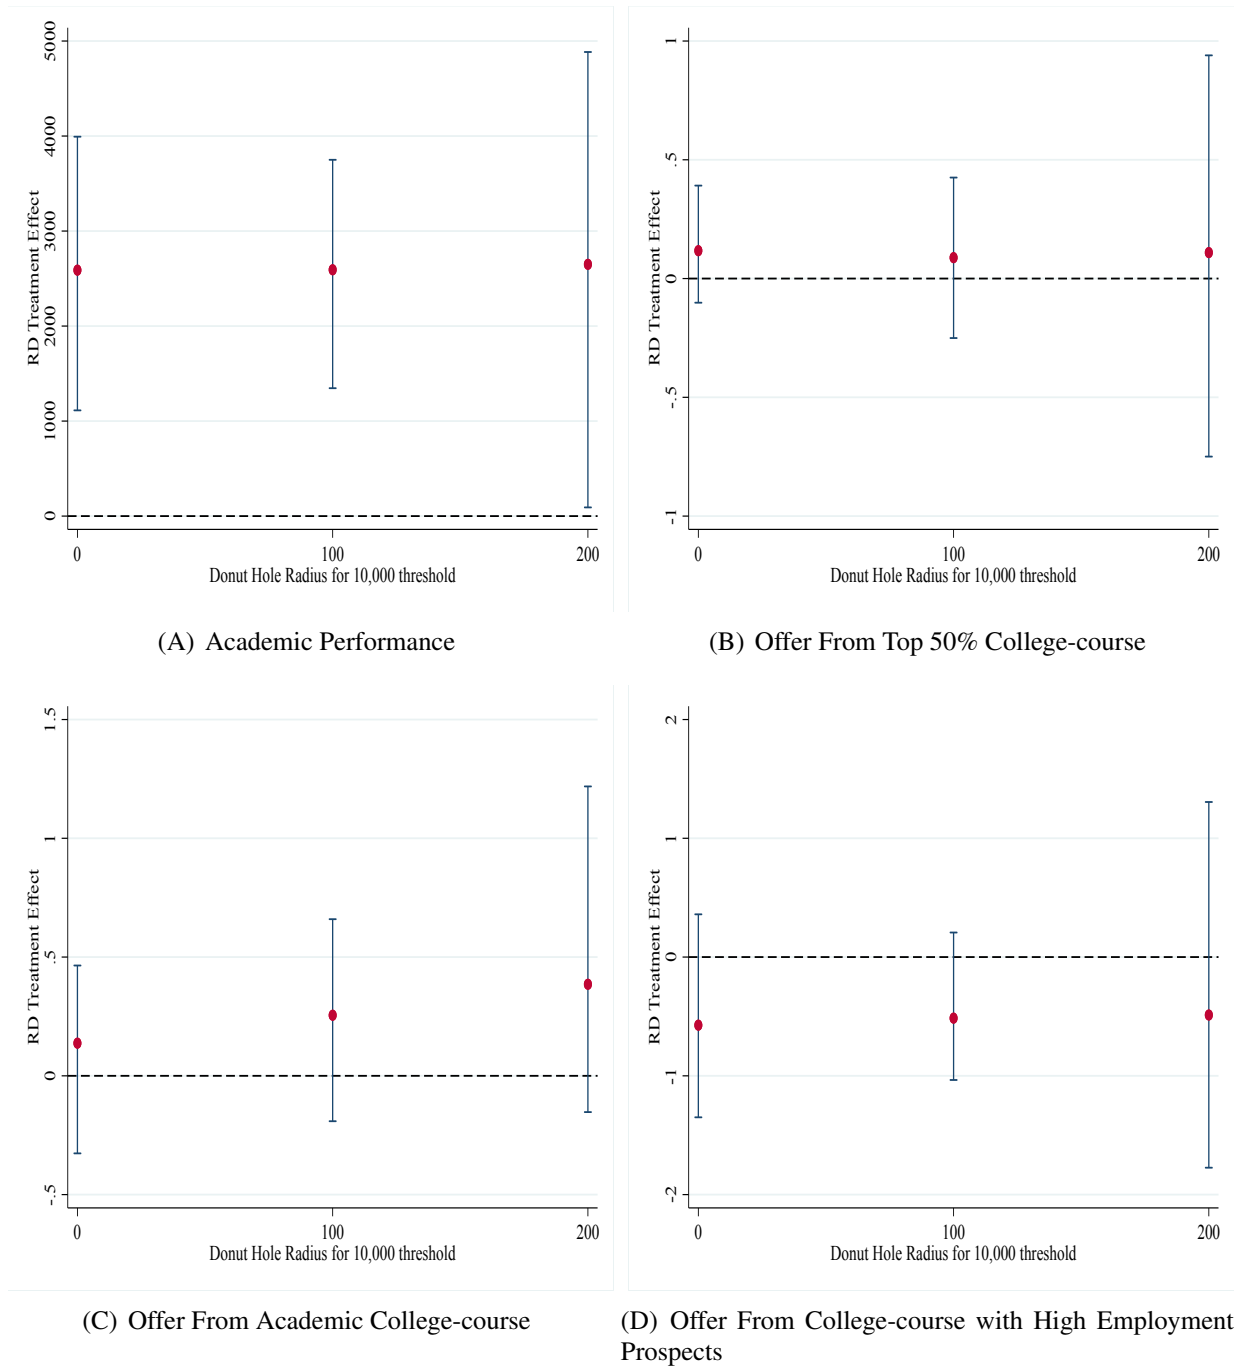 5000
4000
3000
2000
1000
0
RD Treatment Effect
0 100 200
Donut Hole Radius for 10,000 threshold
(A) Academic Performance
1
.5
0
-.5
-1
RD Treatment Effect
0 100 200
Donut Hole Radius for 10,000 threshold
(B) Offer From Top 50% College-course
1.5
1
.5
0
-.5
RD Treatment Effect
0 100 200
Donut Hole Radius for 10,000 threshold
(C) Offer From Academic College-course
2
1
0
-1
-2
RD Treatment Effect
0 100 200
Donut Hole Radius for 10,000 threshold
(D) Offer From College-course with High Employment
Prospects